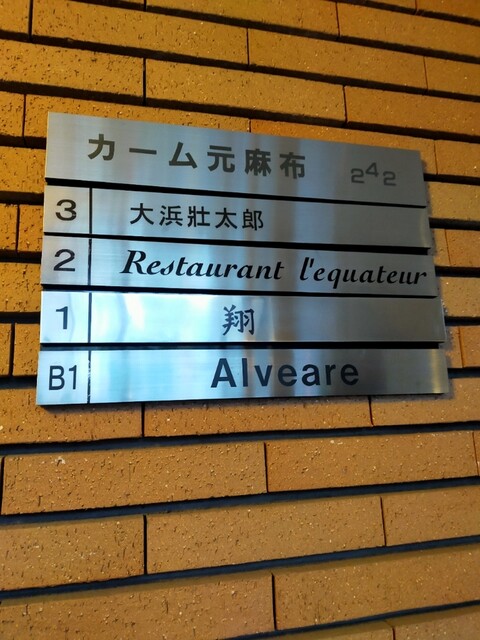 カーム元麻布 242
3 大浜壯太郎
2 Restaurant l'equateur
1 翔
B1 Alveare